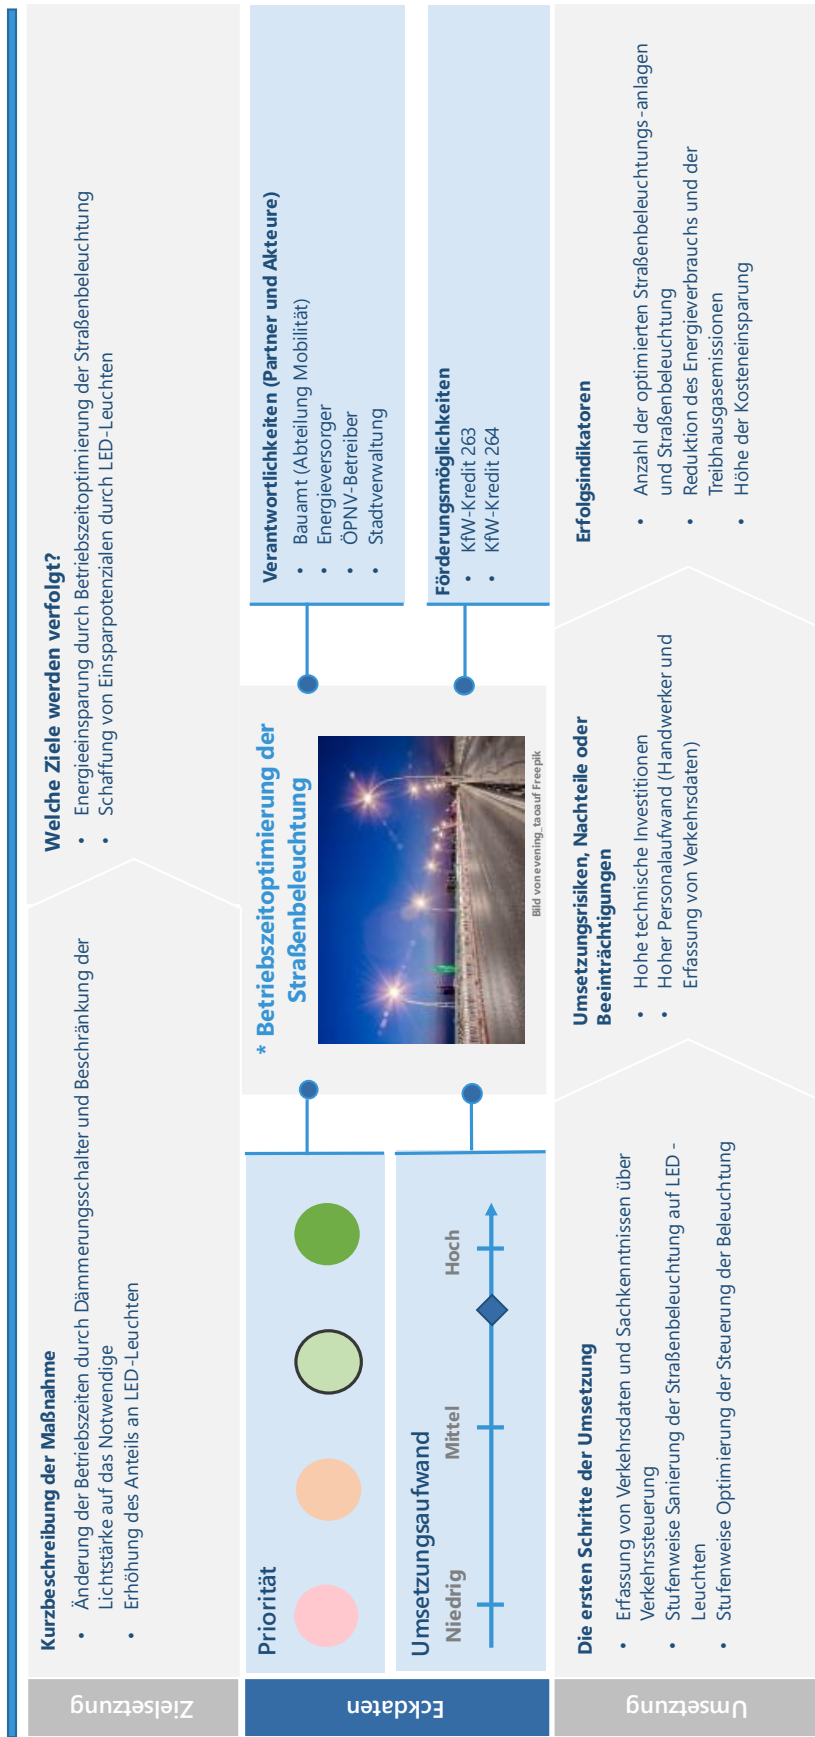 Zielsetzung
Kurzbeschreibung der Maßnahme
• Änderung der Betriebszeiten durch Dämmerungsschalter und Beschränkung der
Lichtstärke auf das Notwendige
• Erhöhung des Anteils an LED-Leuchten
Welche Ziele werden verfolgt?
• Energieeinsparung durch Betriebszeitoptimierung der Straßenbeleuchtung
• Schaffung von Einsparpotenzialen durch LED-Leuchten
Eckdaten
Priorität
Umsetzungsaufwand
Niedrig
Mittel
Hoch
* Betriebszeitoptimierung der
Straßenbeleuchtung
Bild von evening_tao auf Freepik
Verantwortlichkeiten (Partner und Akteure)
• Bauamt (Abteilung Mobilität)
• Energieversorger
• ÖPNV-Betreiber
• Stadtverwaltung
Förderungsmöglichkeiten
• KfW-Kredit 263
• KfW-Kredit 264
Umsetzung
Die ersten Schritte der Umsetzung
• Erfassung von Verkehrsdaten und Sachkenntnissen über
Verkehrssteuerung
• Stufenweise Sanierung der Straßenbeleuchtung auf LED -
Leuchten
• Stufenweise Optimierung der Steuerung der Beleuchtung
Umsetzungsrisiken, Nachteile oder
Beeinträchtigungen
• Hohe technische Investitionen
• Hoher Personalaufwand (Handwerker und
Erfassung von Verkehrsdaten)
Erfolgsindikatoren
• Anzahl der optimierten Straßenbeleuchtungs-anlagen
und Straßenbeleuchtung
• Reduktion des Energieverbrauchs und der
Treibhausgasemissionen
• Höhe der Kosteneinsparung